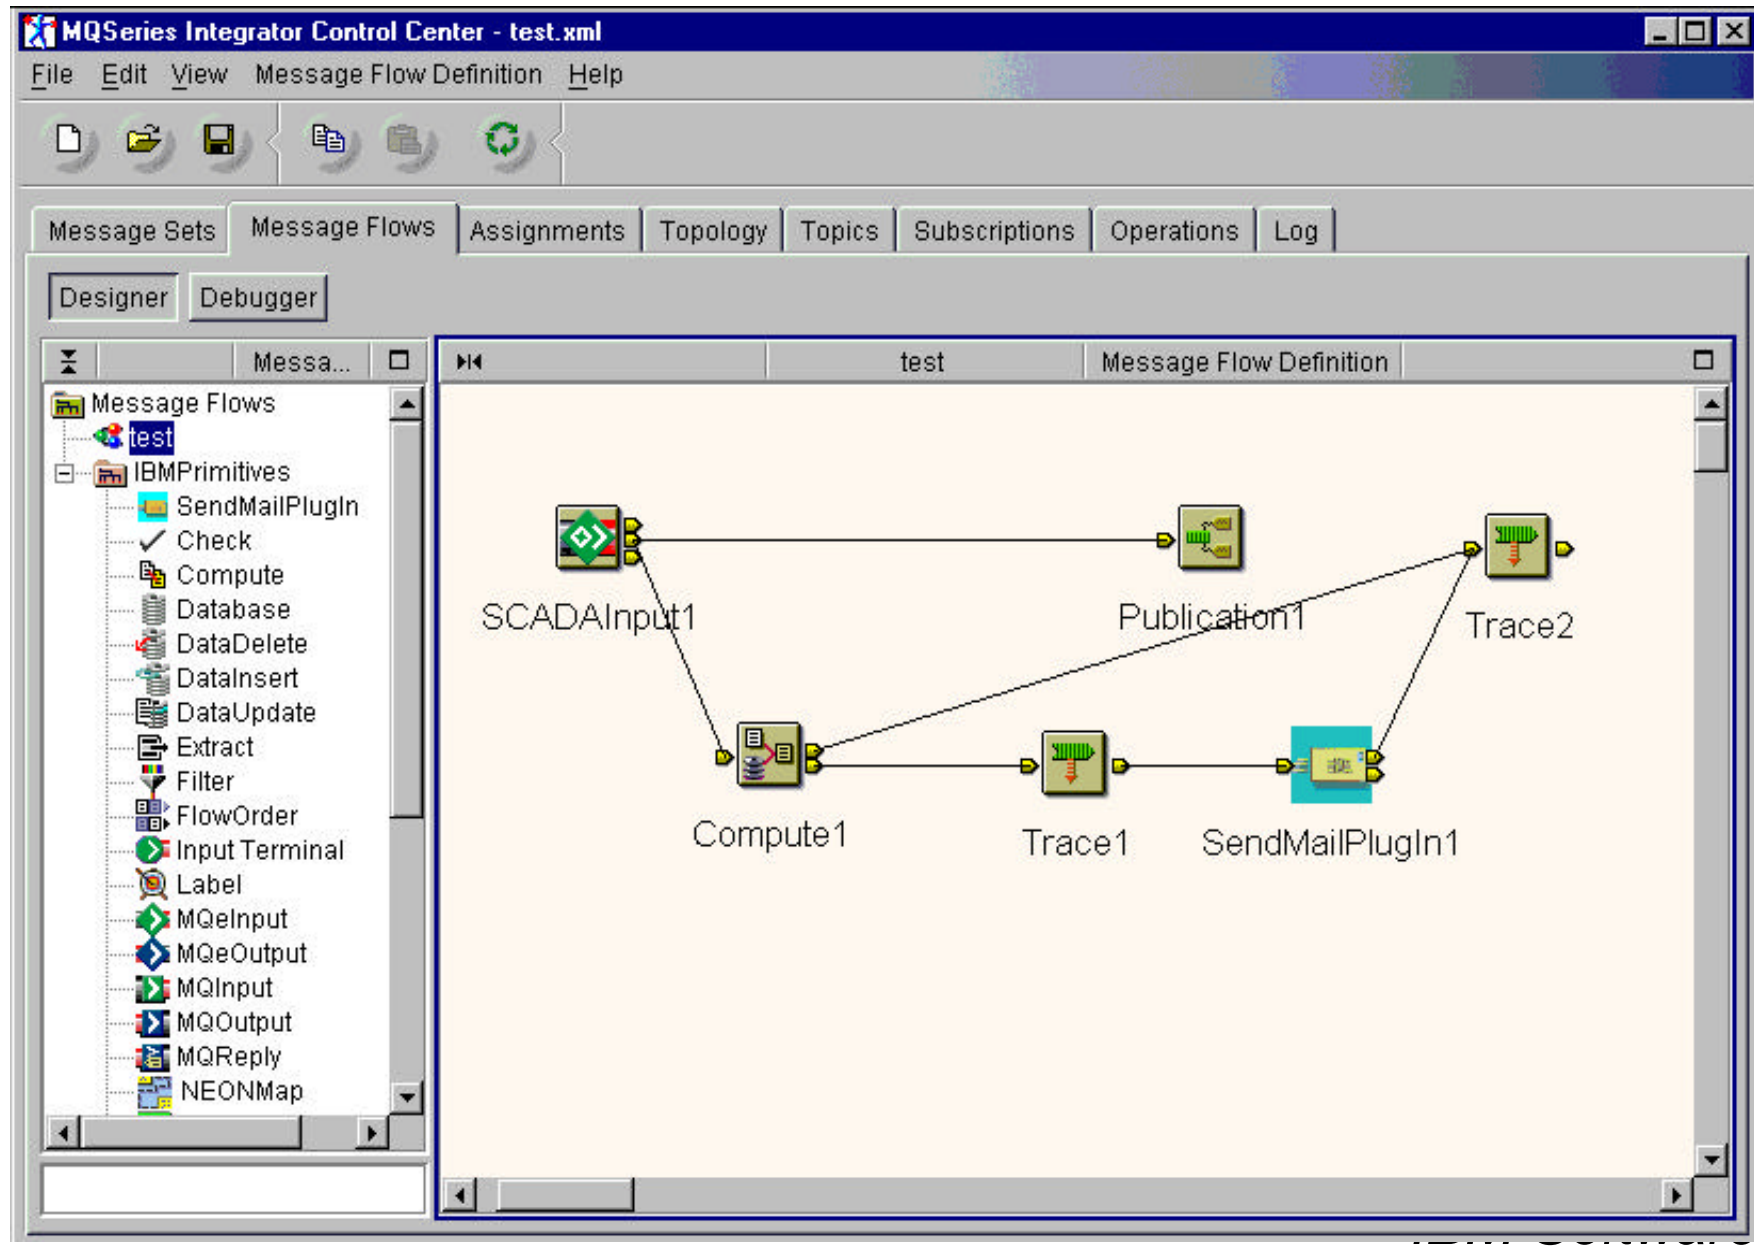 MQSeries Integrator Control Center - test.xml
File Edit View Message Flow Definition Help
Message Sets Message Flows Assignments Topology Topics Subscriptions Operations Log
Designer Debugger
Messa... test Message Flow Definition
Message Flows
test
IBMPrimitives
SendMailPlugIn
Check
Compute
Database
DataDelete
DataInsert
DataUpdate
Extract
Filter
FlowOrder
Input Terminal
Label
MQeInput
MQeOutput
MQInput
MQOutput
MQReply
NEONMap
SCADAInput1
Publication1
Trace2
Compute1
Trace1
SendMailPlugIn1
IBM Software